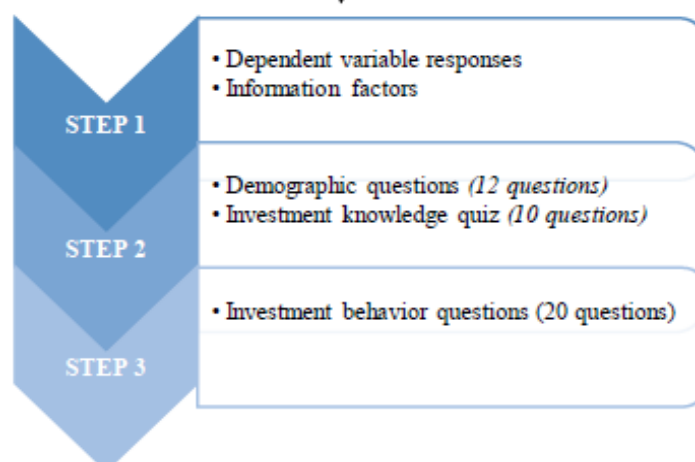 STEP 1
• Dependent variable responses
• Information factors
STEP 2
• Demographic questions (12 questions)
• Investment knowledge quiz (10 questions)
STEP 3
• Investment behavior questions (20 questions)